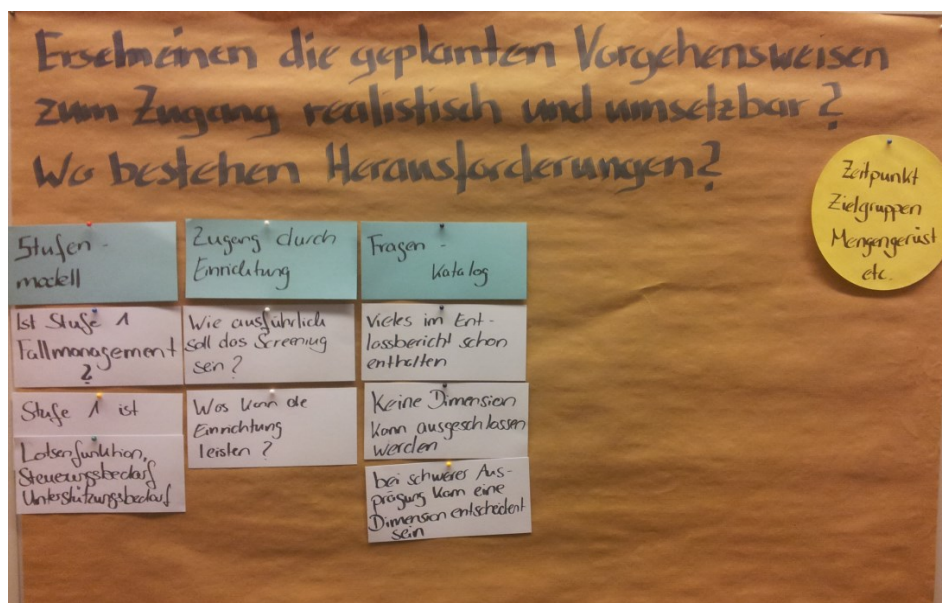 Erscheinen die geplanten Vorgehensweisen
zum Zugang realistisch und umsetzbar?
Wo bestehen Herausforderungen?
Zeitpunkt
Zielgruppen
Mengengerüst
etc.
Stufen-
modell
Ist Stufe 1
Fallmanagement
?
Stufe 1 ist
Lotsenfunktion,
Steuerungsbedarf
Unterstützungsbedarf
Zugang durch
Einrichtung
Wie ausführlich
soll das Screening
sein?
Was kann die
Einrichtung
leisten?
Fragen-
Katalog
Vieles im Ent-
lassbericht schon
enthalten
Keine Dimension
kann ausgeschlossen
werden
bei schwerer Aus-
prägung kann eine
Dimension entscheident
sein